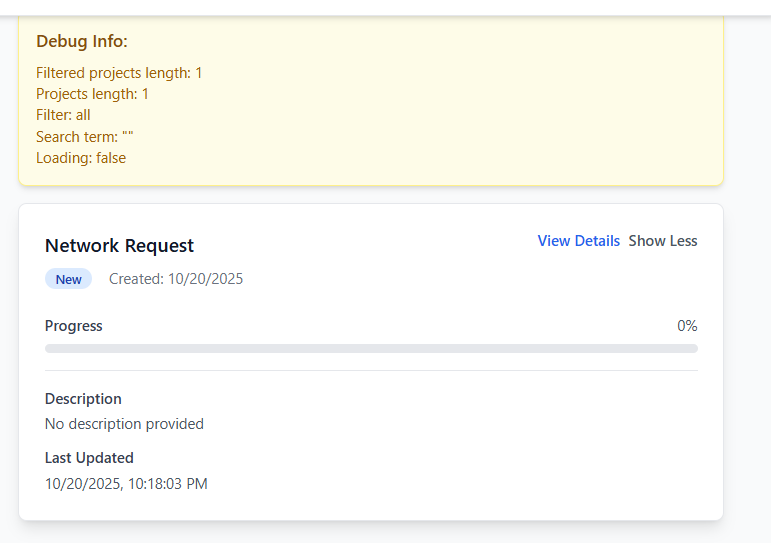 Debug Info:
Filtered projects length: 1
Projects length: 1
Filter: all
Search term: ""
Loading: false
Network Request
View Details Show Less
New Created: 10/20/2025
Progress 0%
Description
No description provided
Last Updated
10/20/2025, 10:18:03 PM